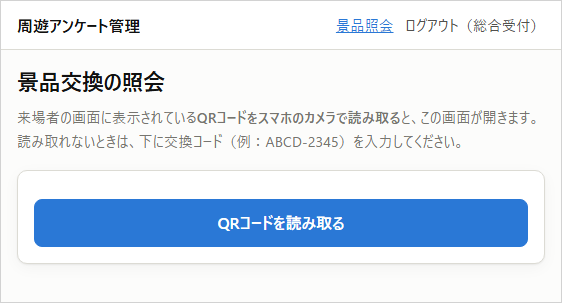 周遊アンケート管理
景品照会 ログアウト（総合受付）
景品交換の照会
来場者の画面に表示されているQRコードをスマホのカメラで読み取ると、この画面が開きます。
読み取れないときは、下に交換コード（例：ABCD-2345）を入力してください。
QRコードを読み取る